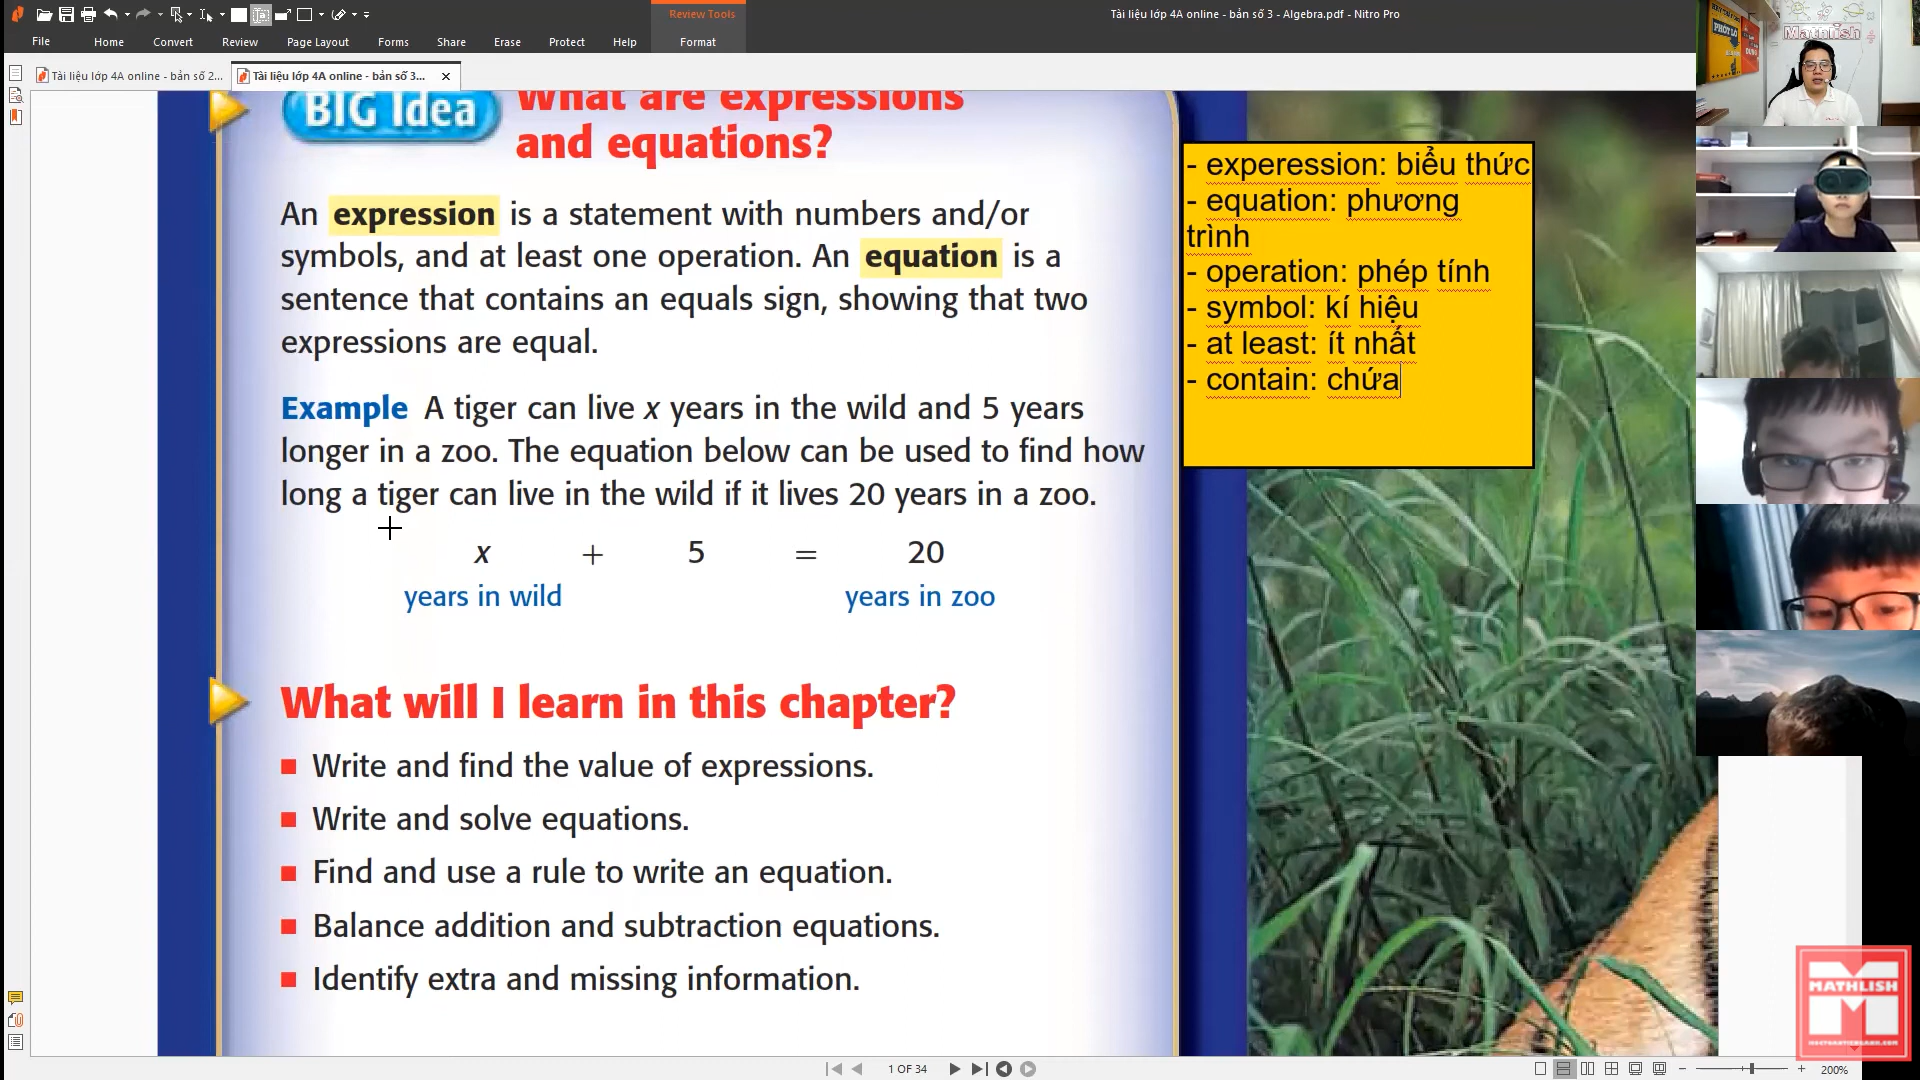 Review Tools
Tài liệu lớp 4A online - bản số 3 - Algebra.pdf - Nitro Pro
File Home Convert Review Page Layout Forms Share Erase Protect Help Format
Tài liệu lớp 4A online - bản số 2...
Tài liệu lớp 4A online - bản số 3...
BIG Idea
What are expressions
and equations?
An expression is a statement with numbers and/or
symbols, and at least one operation. An equation is a
sentence that contains an equals sign, showing that two
expressions are equal.
Example A tiger can live x years in the wild and 5 years
longer in a zoo. The equation below can be used to find how
long a tiger can live in the wild if it lives 20 years in a zoo.
x + 5 = 20
years in wild years in zoo
What will I learn in this chapter?
Write and find the value of expressions.
Write and solve equations.
Find and use a rule to write an equation.
Balance addition and subtraction equations.
Identify extra and missing information.
- experession: biểu thức
- equation: phương
trình
- operation: phép tính
- symbol: kí hiệu
- at least: ít nhất
- contain: chứa
Mathlish
MATHLISH
1 OF 34
200%